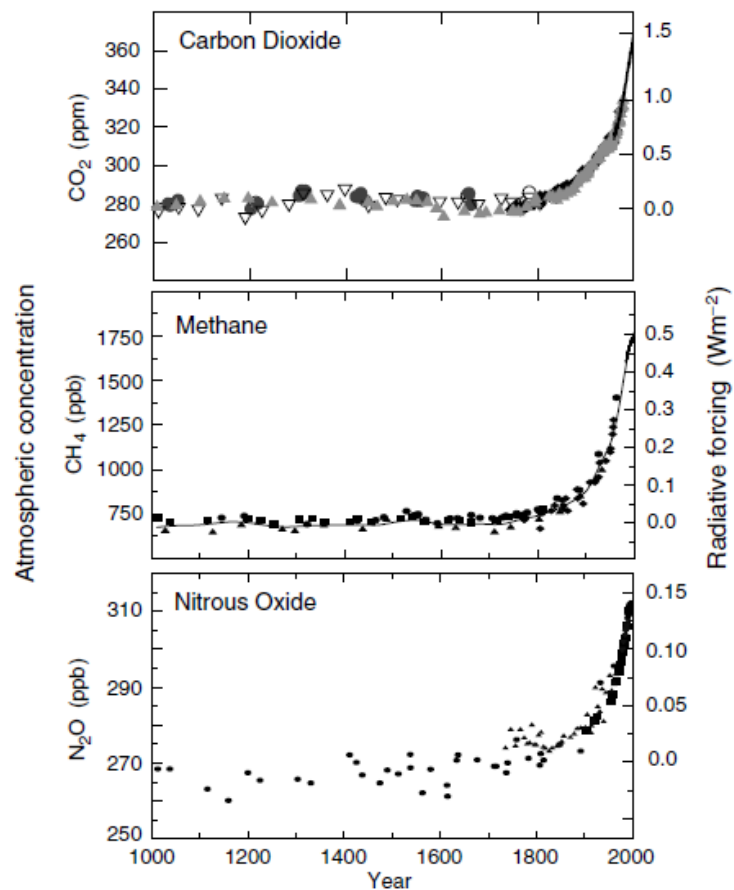 Carbon Dioxide
360
340
320
300
280
260
CO₂ (ppm)
1.5
1.0
0.5
0.0
Methane
1750
1500
1250
1000
750
CH₄ (ppb)
0.5
0.4
0.3
0.2
0.1
0.0
Nitrous Oxide
310
290
270
250
N₂O (ppb)
0.15
0.10
0.05
0.0
Atmospheric concentration
Radiative forcing (Wm⁻²)
1000 1200 1400 1600 1800 2000
Year